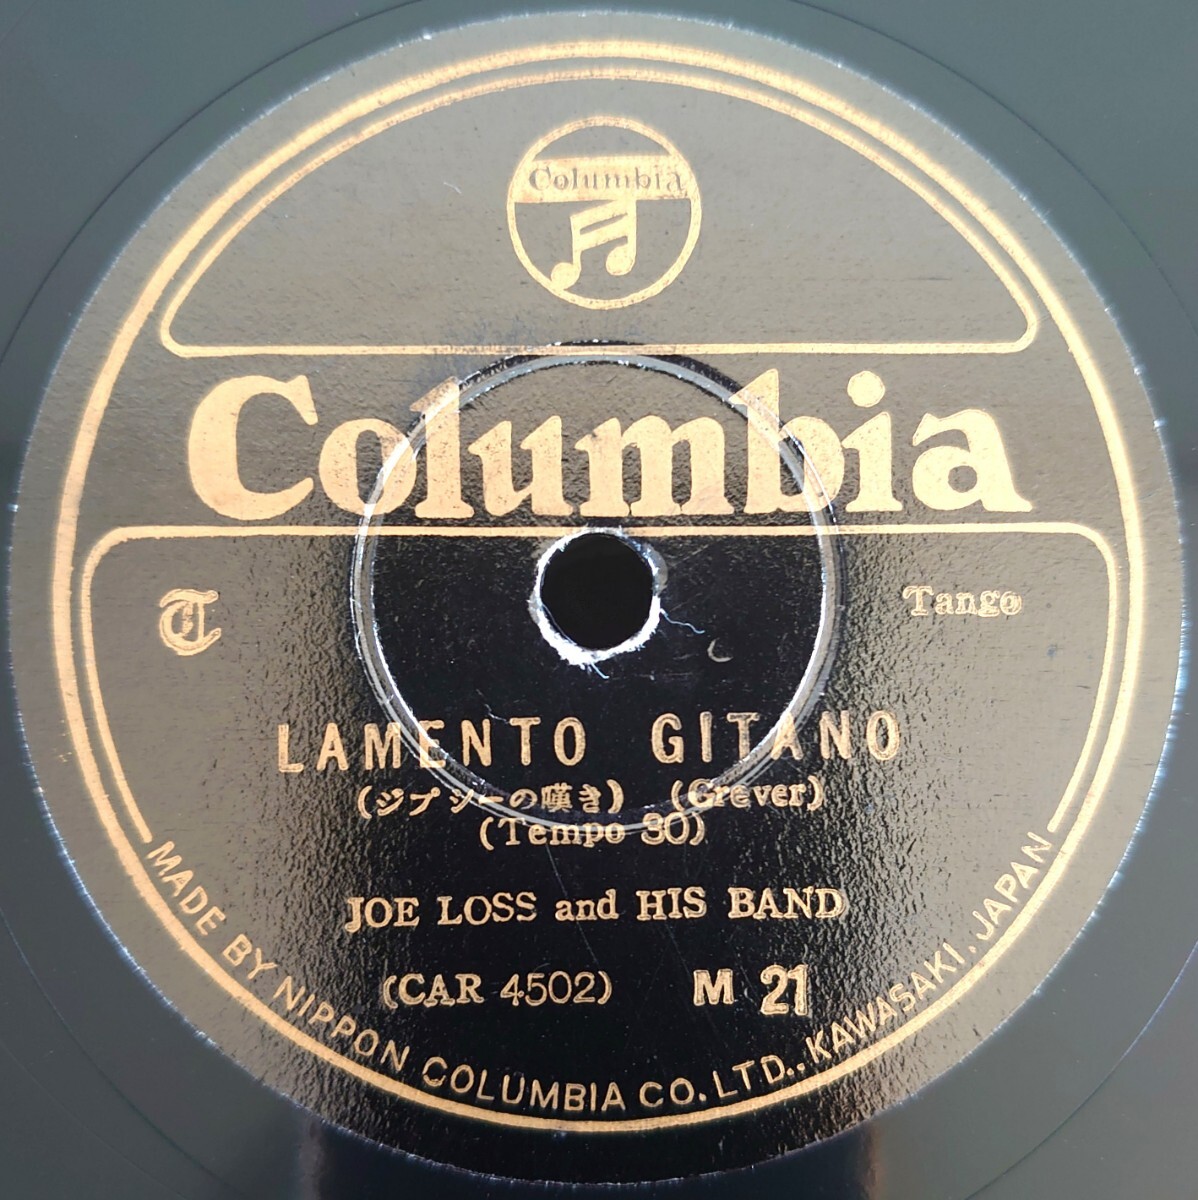 Columbia
Columbia
T Tango
LAMENTO GITANO
(ジプシーの嘆き) (Grever)
(Tempo 30)
JOE LOSS and HIS BAND
(CAR 4502) M 21
MADE BY NIPPON COLUMBIA CO. LTD., KAWASAKI, JAPAN